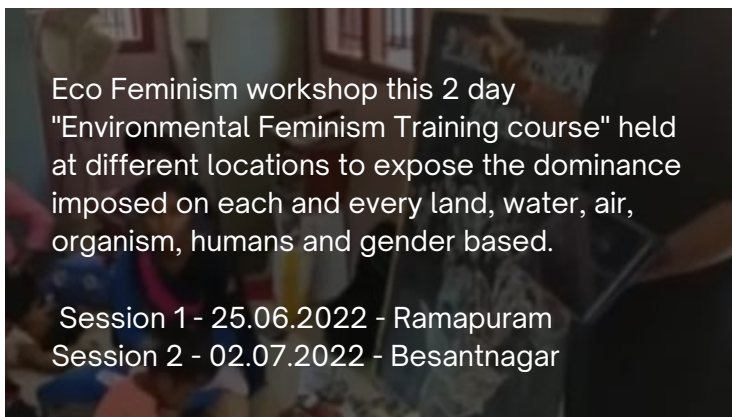 Eco Feminism workshop this 2 day
"Environmental Feminism Training course" held
at different locations to expose the dominance
imposed on each and every land, water, air,
organism, humans and gender based.
Session 1 - 25.06.2022 - Ramapuram
Session 2 - 02.07.2022 - Besantnagar